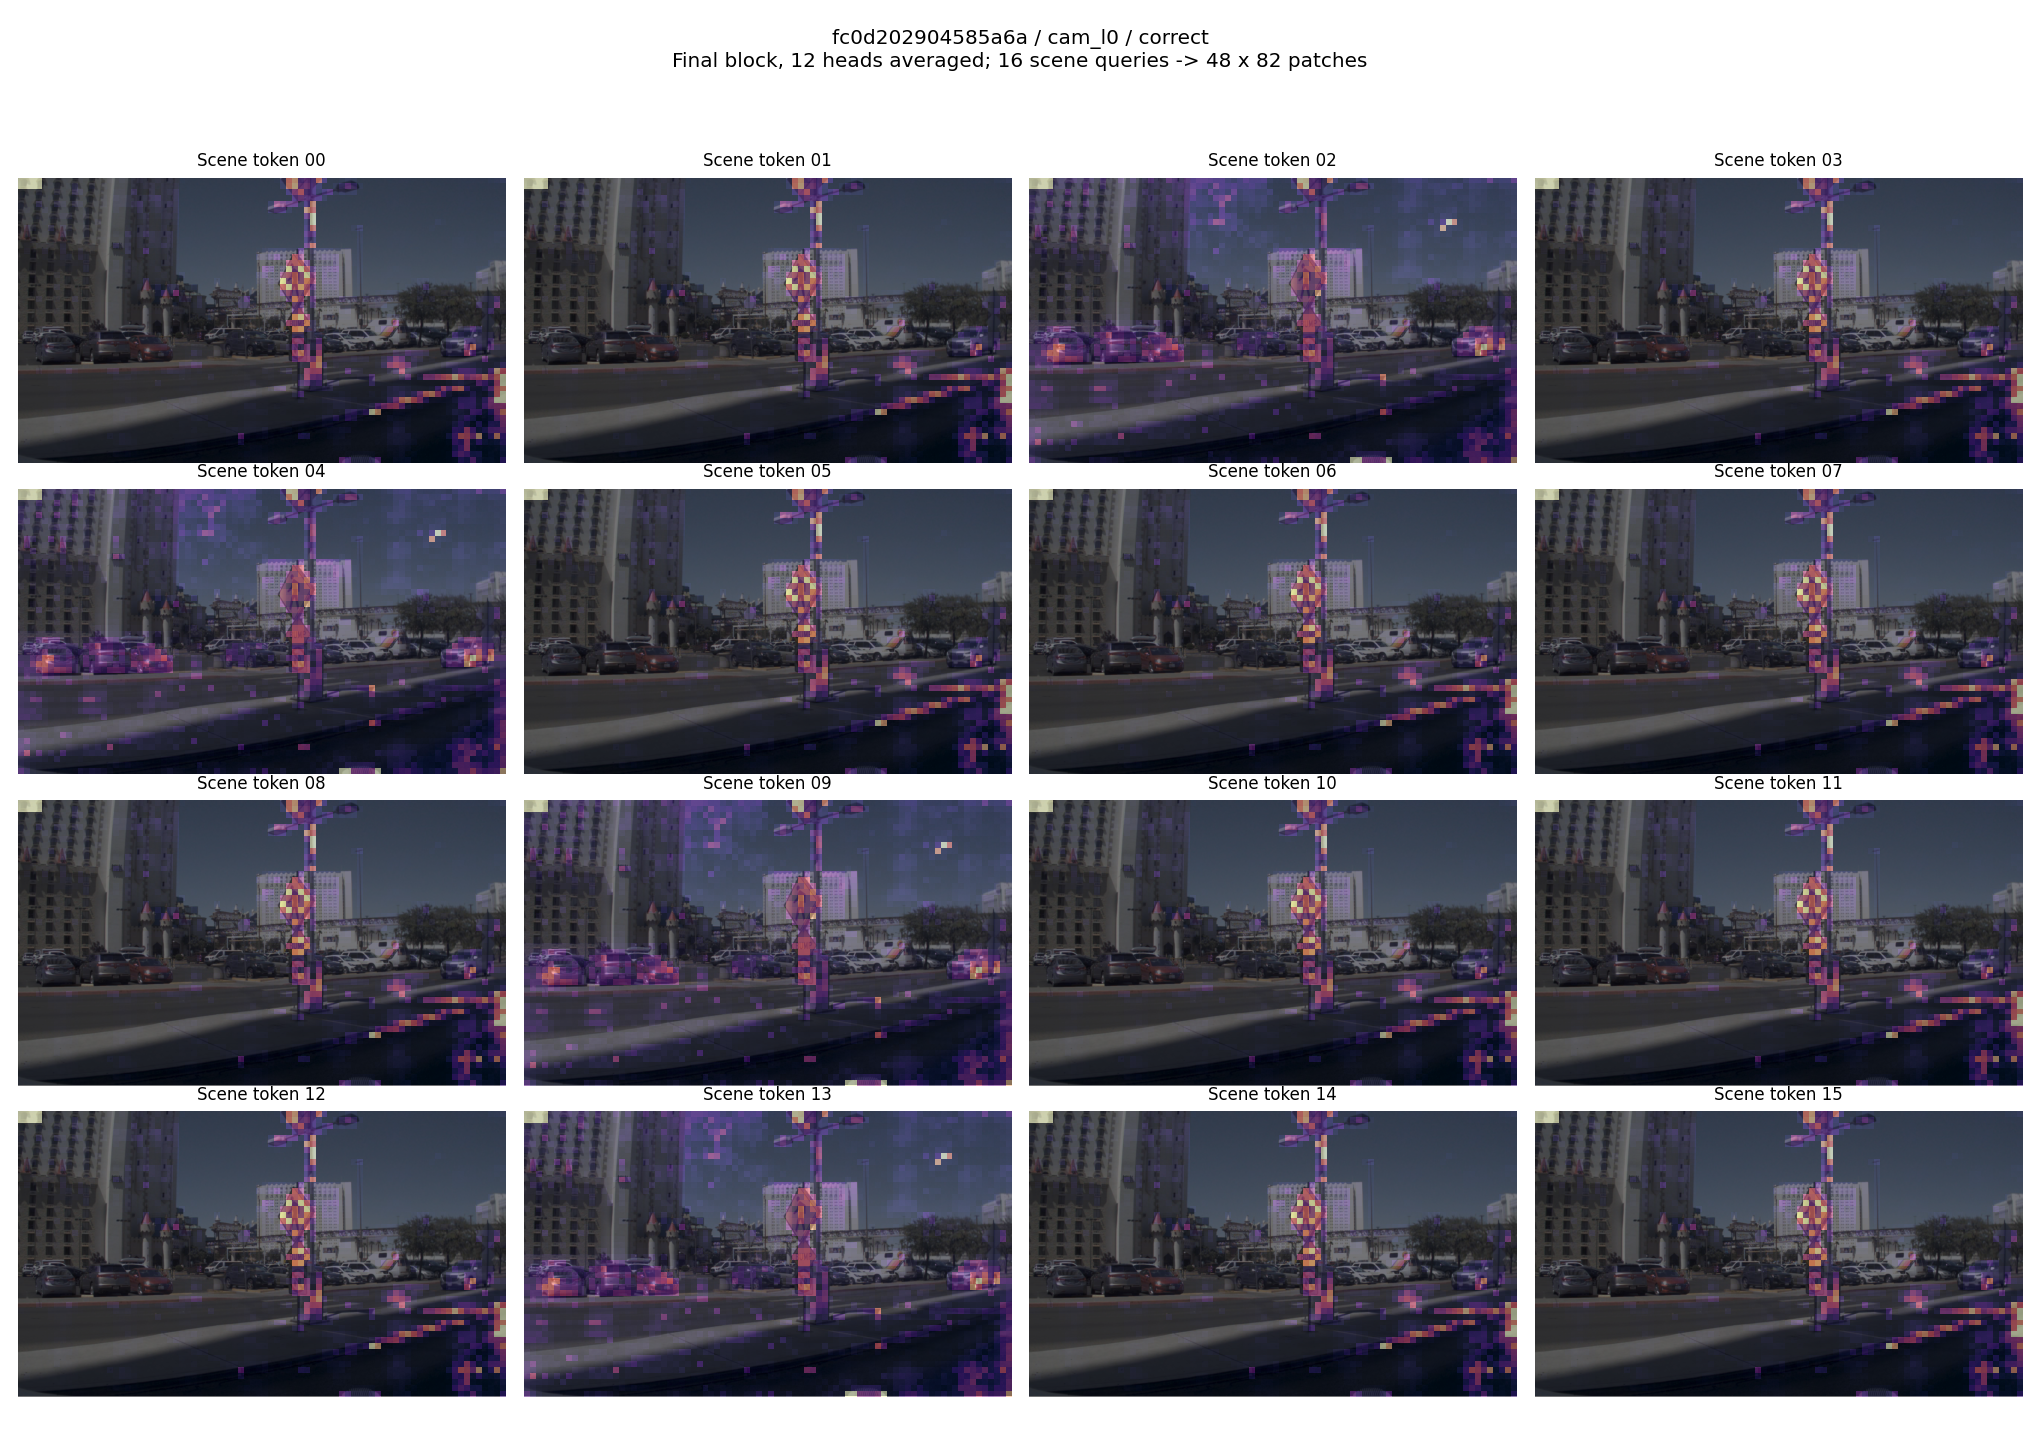 fc0d202904585a6a / cam_l0 / correct
Final block, 12 heads averaged; 16 scene queries -> 48 x 82 patches
Scene token 00
Scene token 01
Scene token 02
Scene token 03
Scene token 04
Scene token 05
Scene token 06
Scene token 07
Scene token 08
Scene token 09
Scene token 10
Scene token 11
Scene token 12
Scene token 13
Scene token 14
Scene token 15